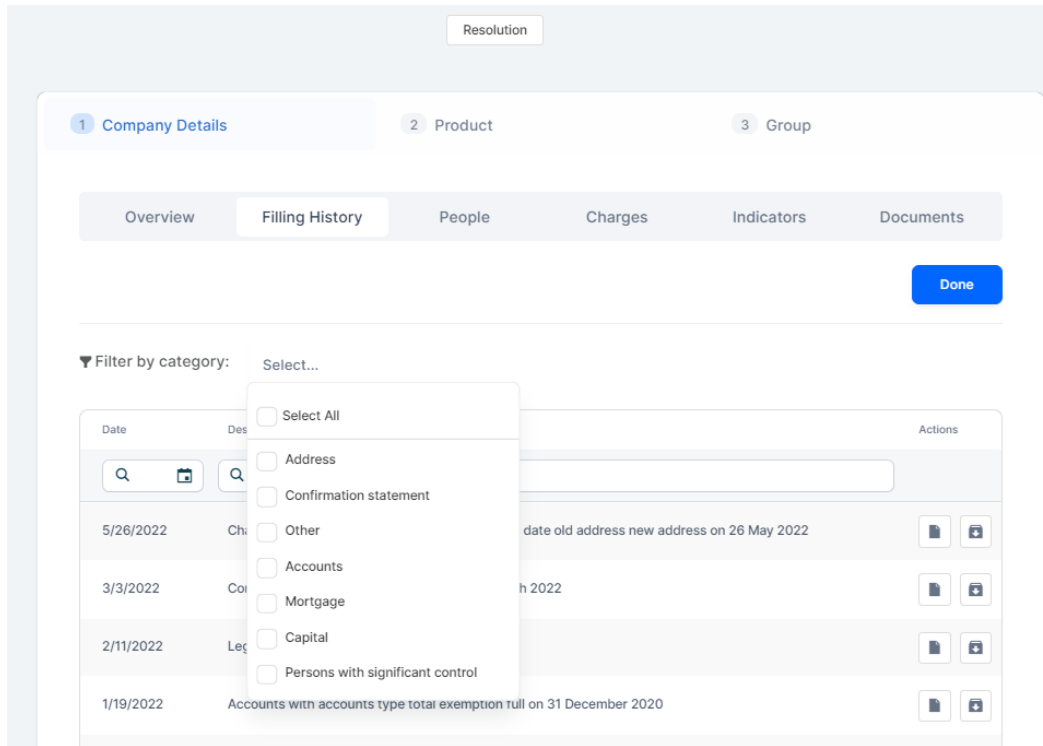 Resolution
1 Company Details
2 Product
3 Group
Overview
Filling History
People
Charges
Indicators
Documents
Done
Filter by category:
Select...
Select All
Address
Confirmation statement
Other
Accounts
Mortgage
Capital
Persons with significant control
Date
Des
Actions
5/26/2022
Cha
date old address new address on 26 May 2022
3/3/2022
h 2022
2/11/2022
Leg
1/19/2022
Accounts with accounts type total exemption full on 31 December 2020